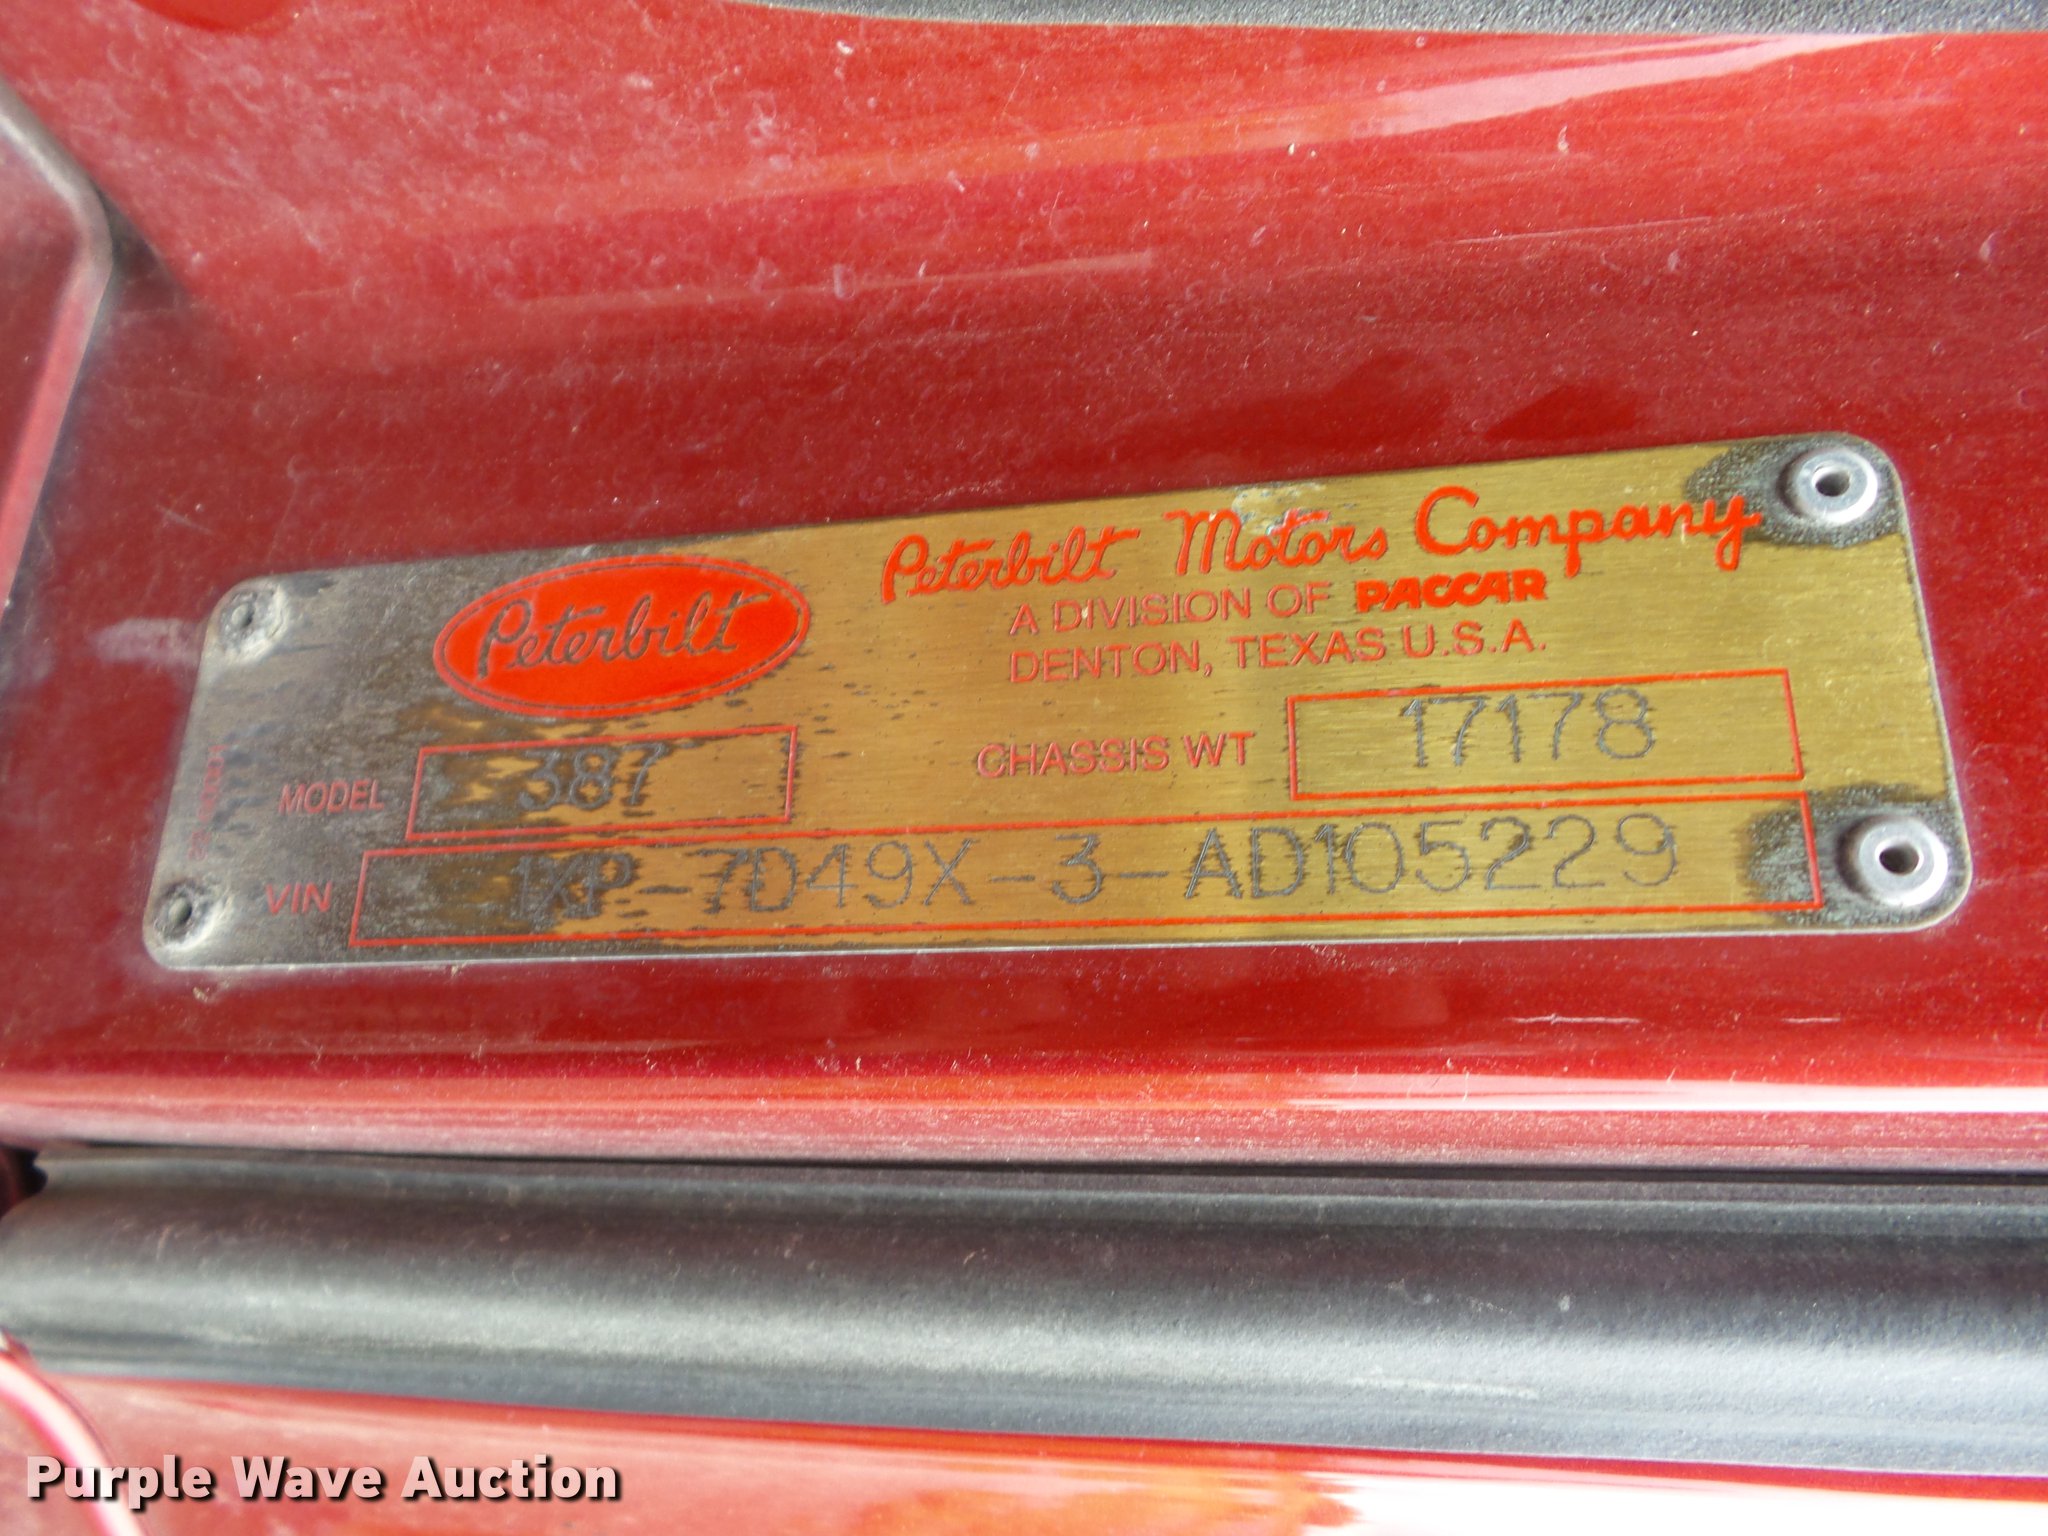 Peterbilt
Peterbilt Motors Company
A DIVISION OF PACCAR
DENTON, TEXAS U.S.A.
MODEL 387
CHASSIS WT 17178
VIN 1XP-7D49X-3-AD105229
Purple Wave Auction